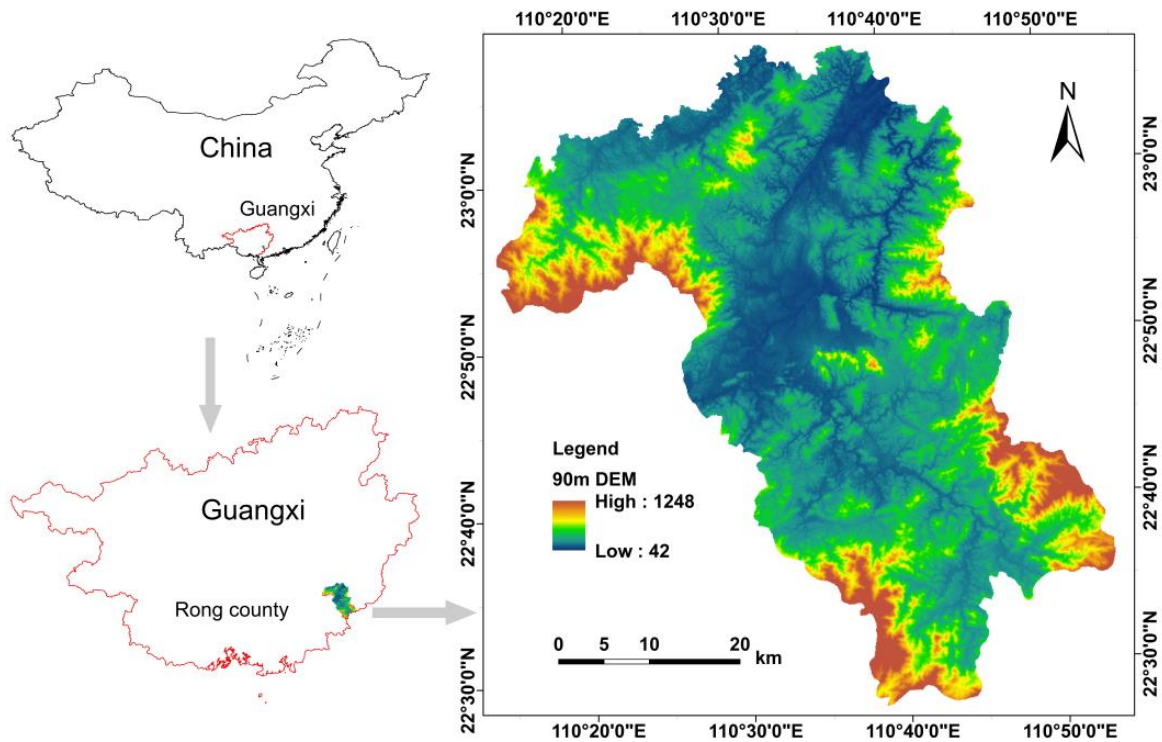 China
Guangxi
Guangxi
Rong county
110°20'0"E
110°30'0"E
110°40'0"E
110°50'0"E
N
23°0'0"N
22°50'0"N
22°40'0"N
22°30'0"N
23°0'0"N
22°50'0"N
22°40'0"N
22°30'0"N
Legend
90m DEM
High : 1248
Low : 42
0 5 10 20
km
110°20'0"E
110°30'0"E
110°40'0"E
110°50'0"E